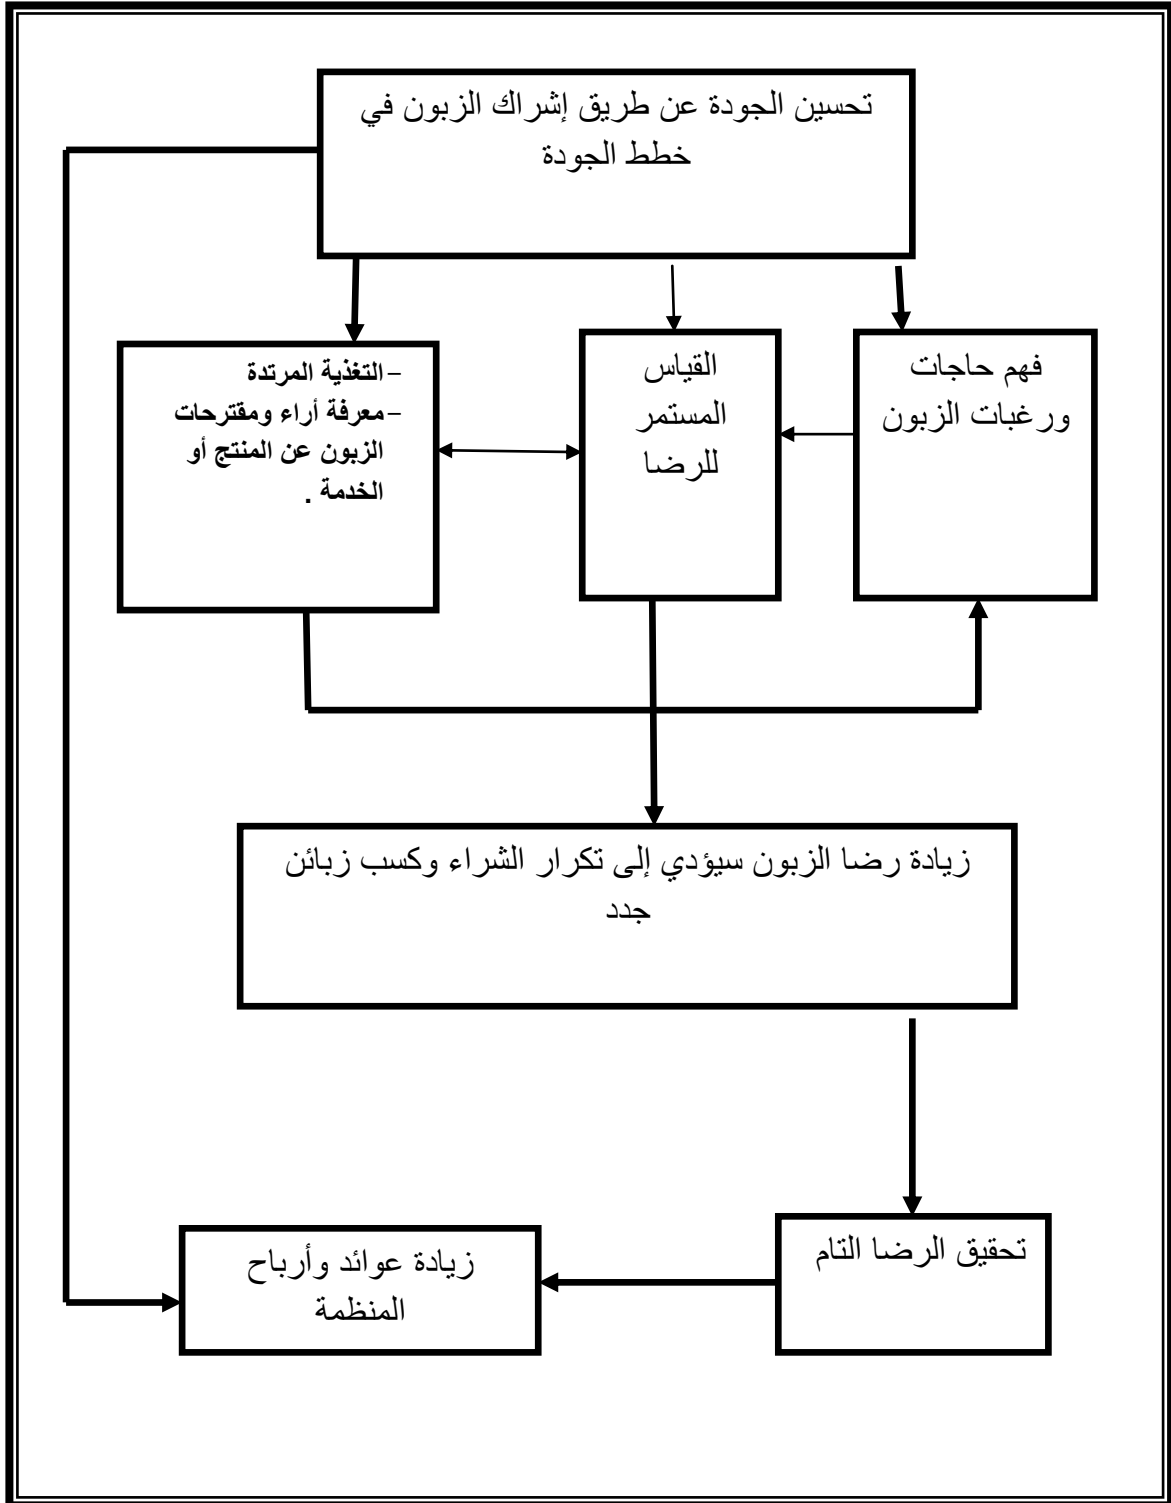 تحسين الجودة عن طريق إشراك الزبون في
خطط الجودة
فهم حاجات
ورغبات الزبون
القياس
المستمر
للرضا
-التغذية المرتدة
-معرفة أراء ومقترحات
الزبون عن المنتج أو
الخدمة .
زيادة رضا الزبون سيؤدي إلى تكرار الشراء وكسب زبائن
جدد
تحقيق الرضا التام
زيادة عوائد وأرباح
المنظمة